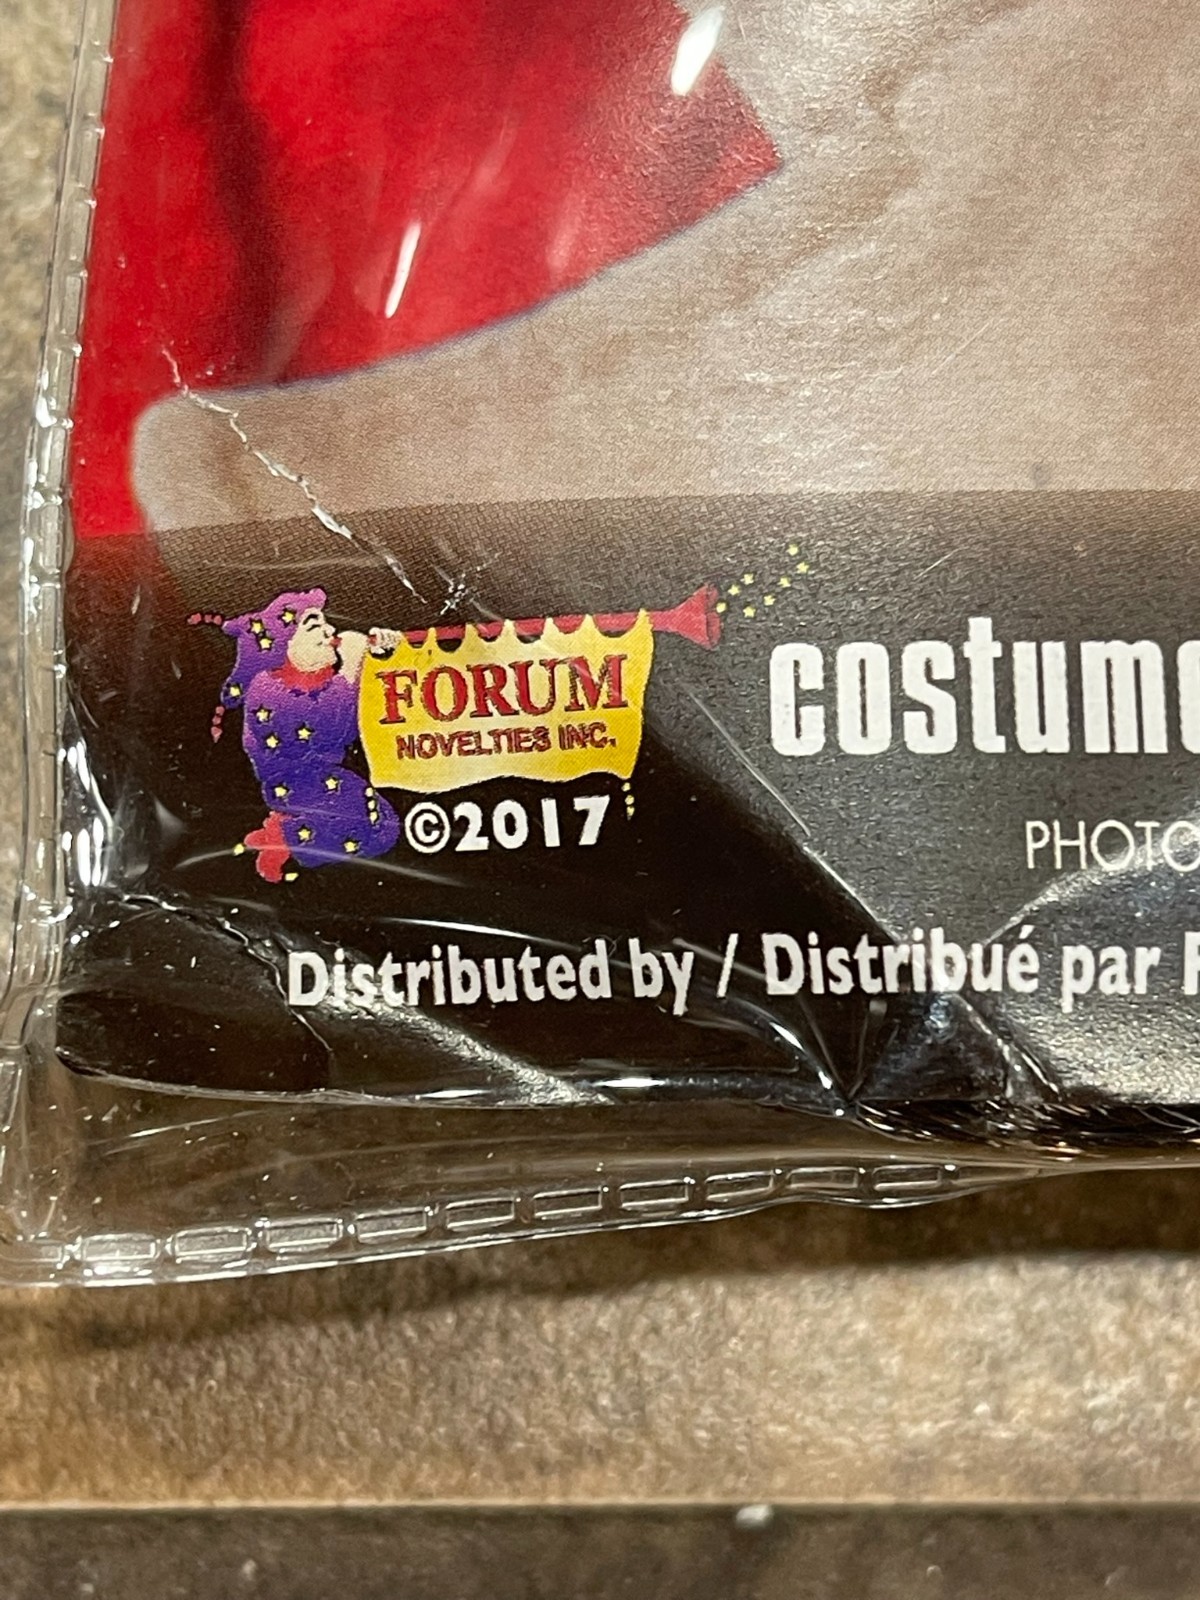 FORUM
NOVELTIES INC.
©2017
costume
PHOTO
Distributed by / Distribué par